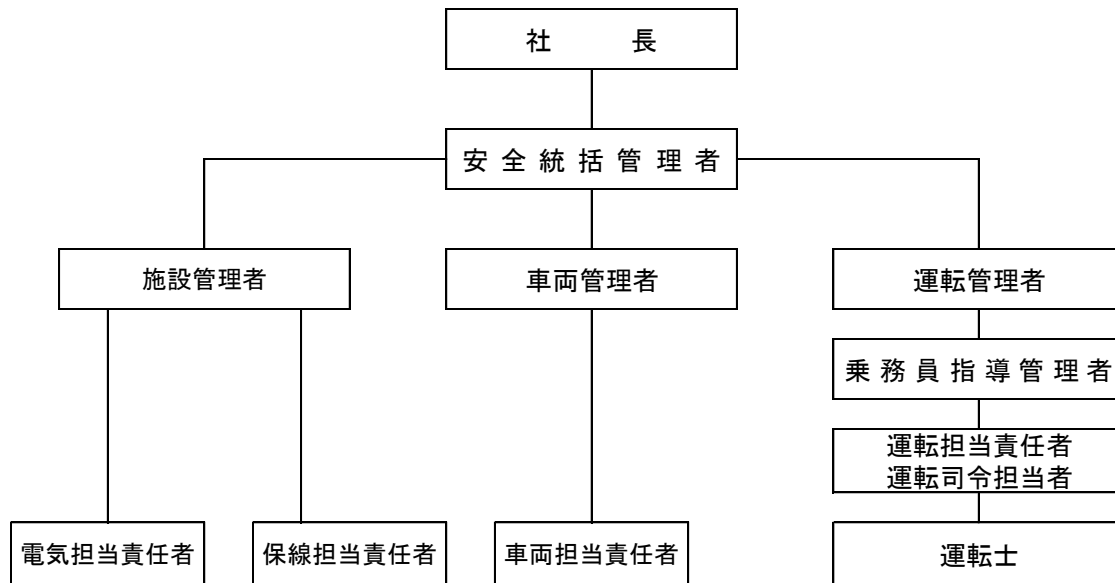 社　　　長
安全統括管理者
施設管理者
車両管理者
運転管理者
乗務員指導管理者
運転担当責任者
運転司令担当者
電気担当責任者
保線担当責任者
車両担当責任者
運転士